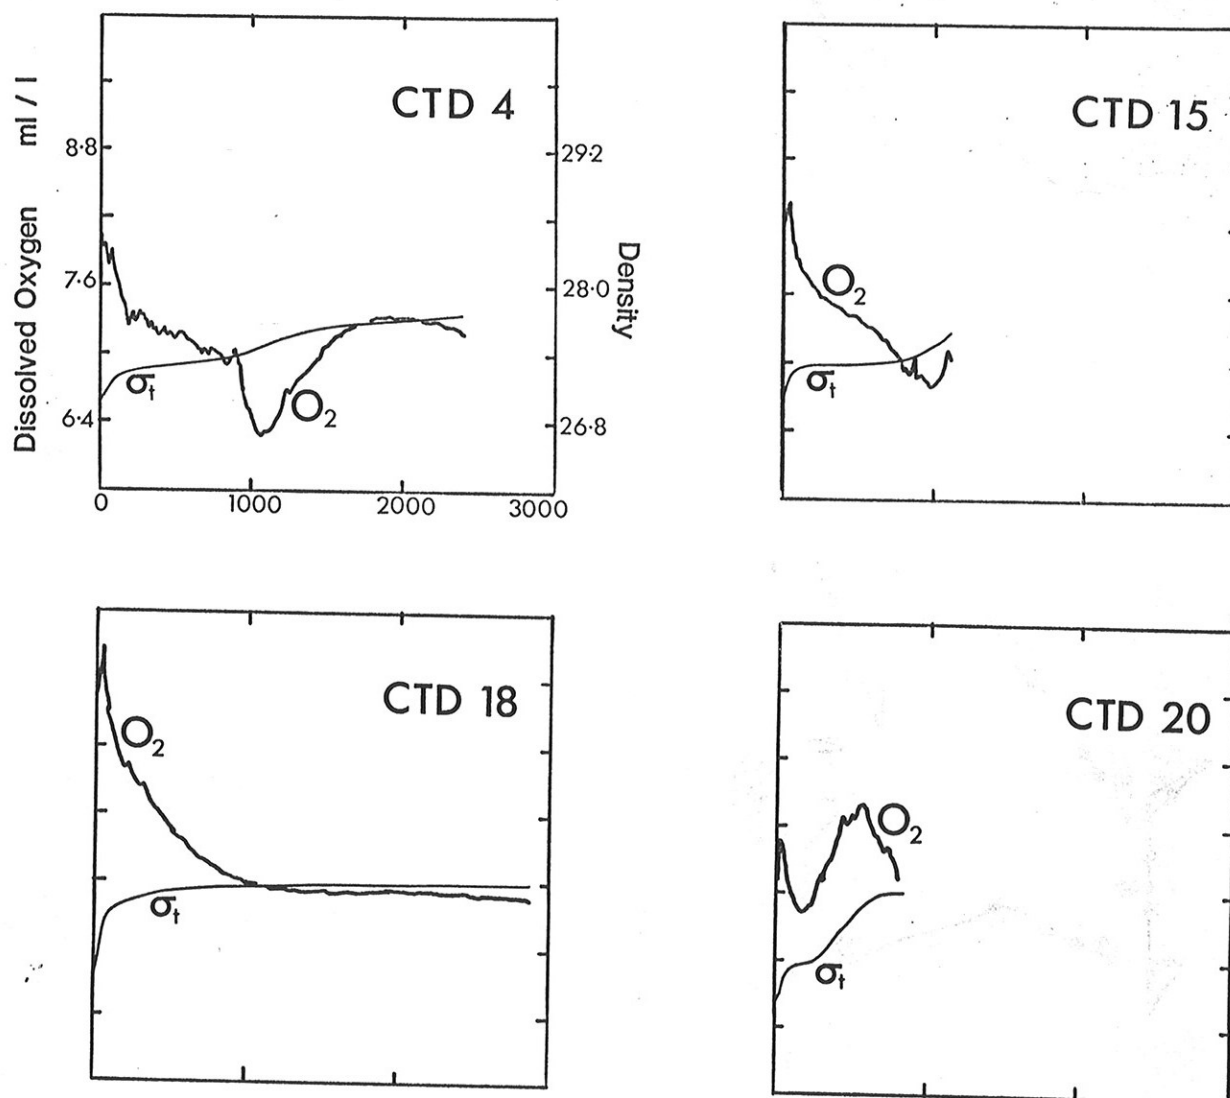 Dissolved Oxygen ml / l
CTD 4
8·8
7·6
6·4
29·2
28·0
26·8
Density
O₂
σt
0 1000 2000 3000
CTD 15
O₂
σt
CTD 18
O₂
σt
CTD 20
O₂
σt